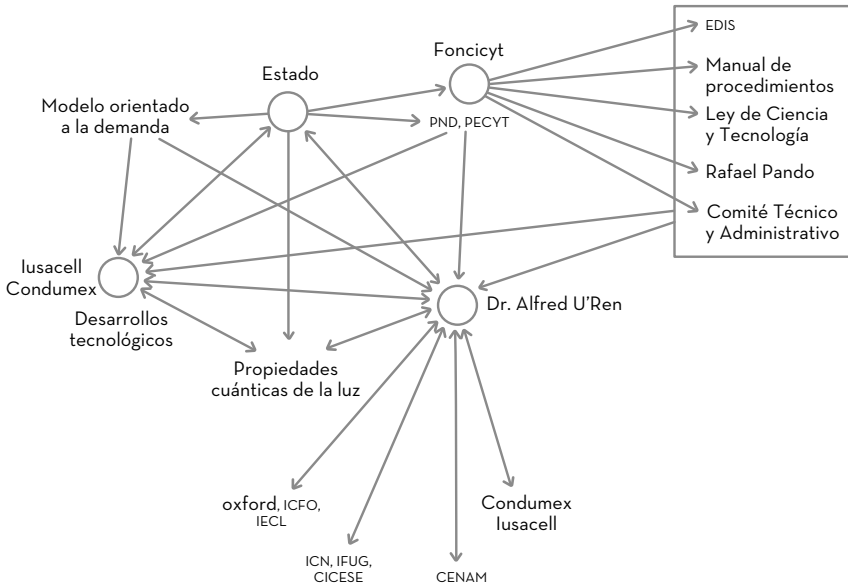 EDIS
Foncicyt
Estado
Manual de
procedimientos
Modelo orientado
a la demanda
PND, PECYT
Ley de Ciencia
y Tecnología
Rafael Pando
Comité Técnico
y Administrativo
Iusacell
Condumex
Dr. Alfred U’Ren
Desarrollos
tecnológicos
Propiedades
cuánticas de la luz
oxford, ICFO,
IECL
Condumex
Iusacell
ICN, IFUG,
CICESE
CENAM